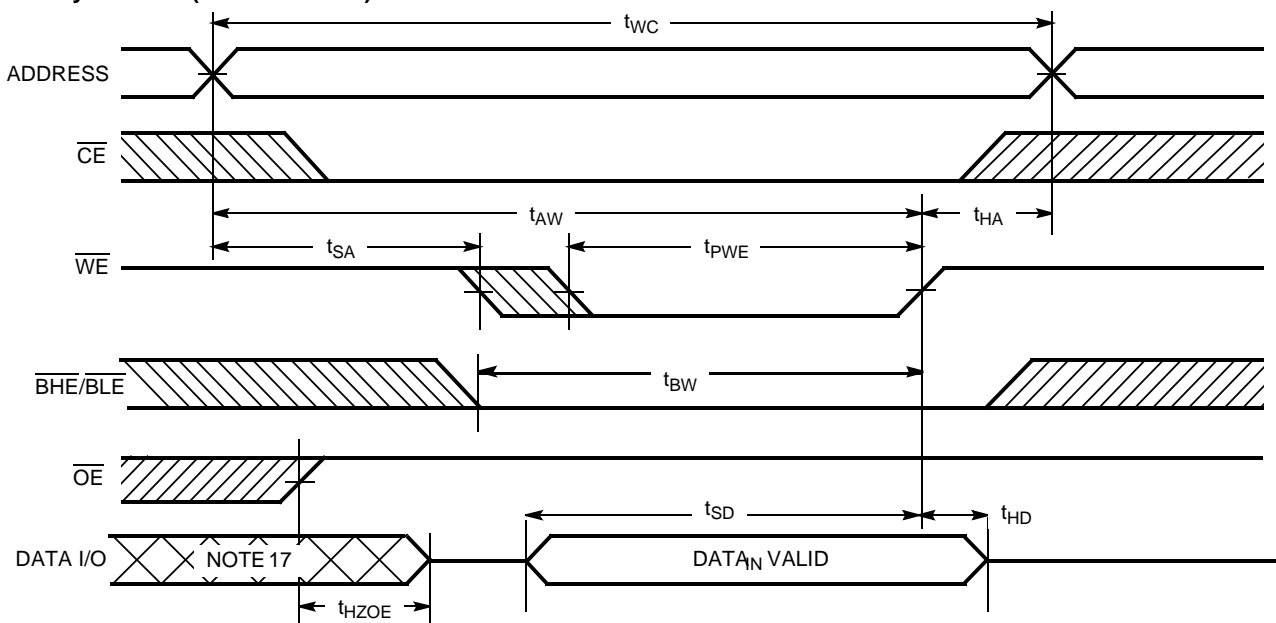 tWC
ADDRESS
CE
tAW
tHA
tSA
tPWE
WE
tBW
BHE/BLE
OE
tSD
tHD
DATA I/O
NOTE 17
DATAIN VALID
tHZOE